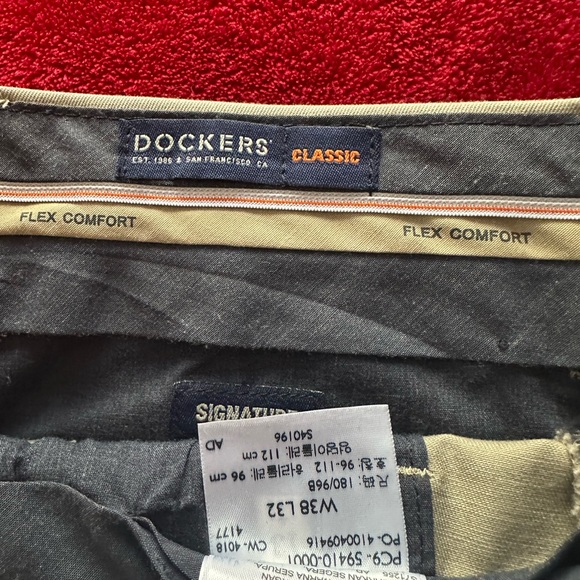 DOCKERS
EST. 1986 & SAN FRANCISCO, CA
CLASSIC
FLEX COMFORT
FLEX COMFORT
SIGNATURE
PC9: 59410-0001
PO-4100409416
CW-4018
4177
W38 L32
尺码: 180/96B
호칭: 96-112
허리둘레: 96 cm
엉덩이둘레: 112 cm
S40196
AD